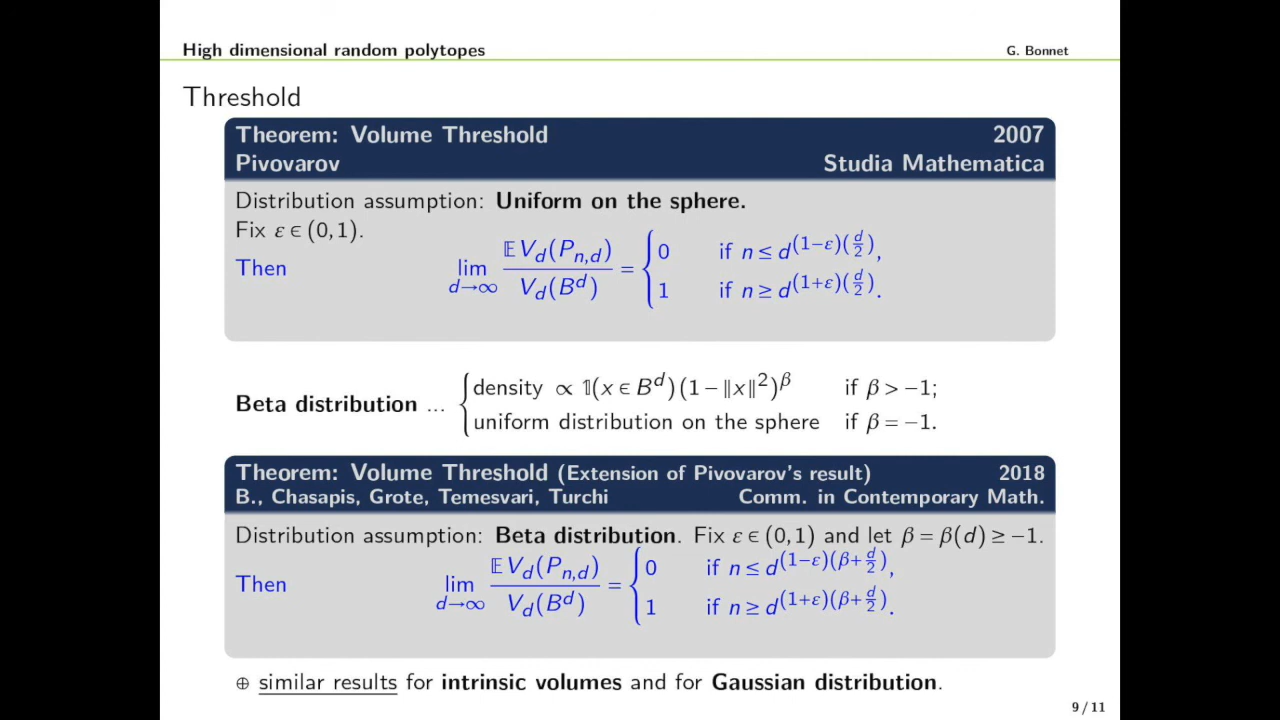 High dimensional random polytopes G. Bonnet
Threshold
Theorem: Volume Threshold 2007
Pivovarov Studia Mathematica
Distribution assumption: Uniform on the sphere.
Fix ε ∈ (0, 1).
Then lim_{d→∞} 𝔼 V_d(P_{n,d}) / V_d(B^d) = { 0 if n ≤ d^{(1−ε)(d/2)},
1 if n ≥ d^{(1+ε)(d/2)}.
Beta distribution ... { density ∝ 𝟙(x ∈ B^d)(1 − ‖x‖²)^β if β > −1;
uniform distribution on the sphere if β = −1.
Theorem: Volume Threshold (Extension of Pivovarov's result) 2018
B., Chasapis, Grote, Temesvari, Turchi Comm. in Contemporary Math.
Distribution assumption: Beta distribution. Fix ε ∈ (0, 1) and let β = β(d) ≥ −1.
Then lim_{d→∞} 𝔼 V_d(P_{n,d}) / V_d(B^d) = { 0 if n ≤ d^{(1−ε)(β+d/2)},
1 if n ≥ d^{(1+ε)(β+d/2)}.
⊕ similar results for intrinsic volumes and for Gaussian distribution.
9 / 11